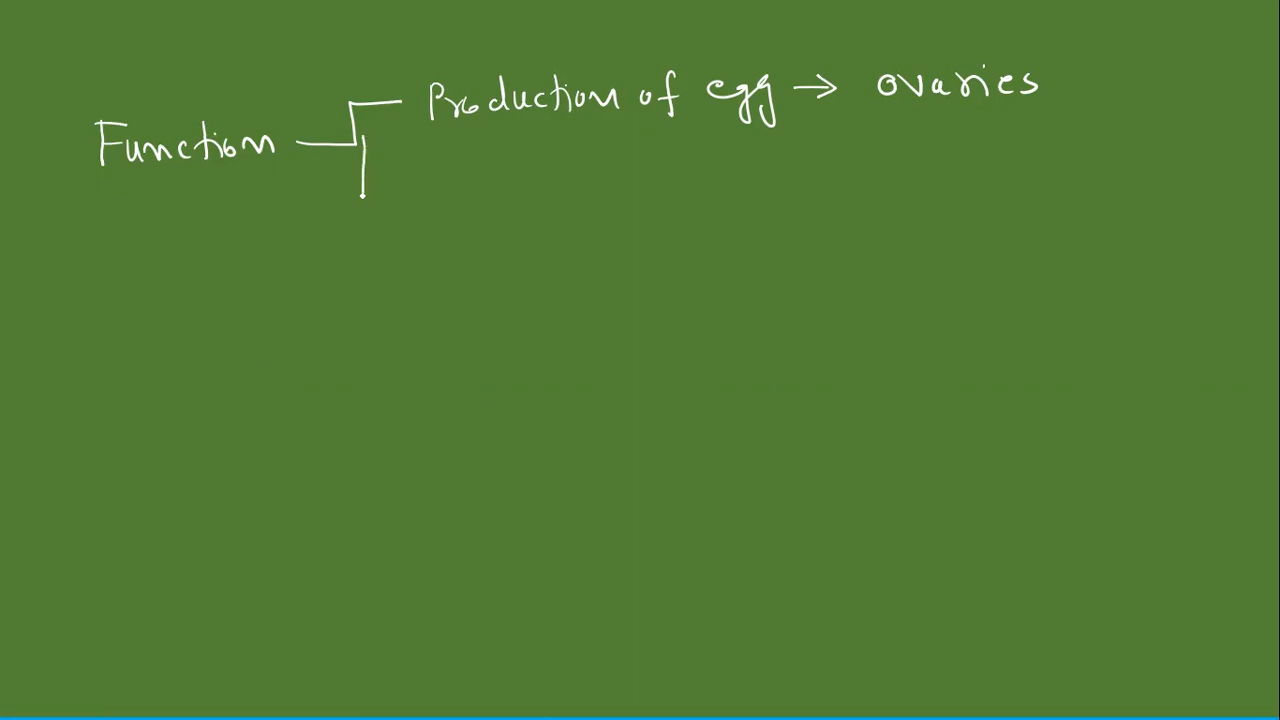 Production of egg → ovaries
Function